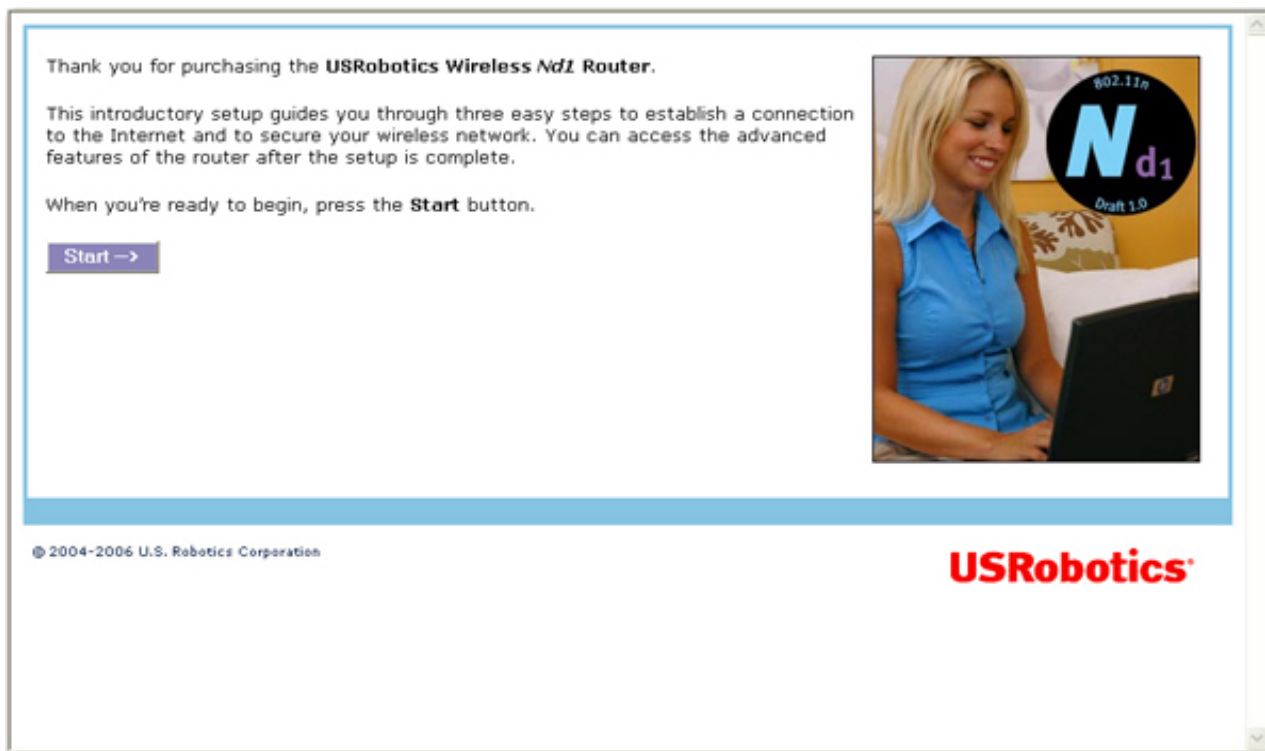 Thank you for purchasing the USRobotics Wireless Nd1 Router.
This introductory setup guides you through three easy steps to establish a connection
to the Internet and to secure your wireless network. You can access the advanced
features of the router after the setup is complete.
When you're ready to begin, press the Start button.
Start -->
802.11n
Nd1
Draft 1.0
hp
© 2004-2006 U.S. Robotics Corporation
USRobotics